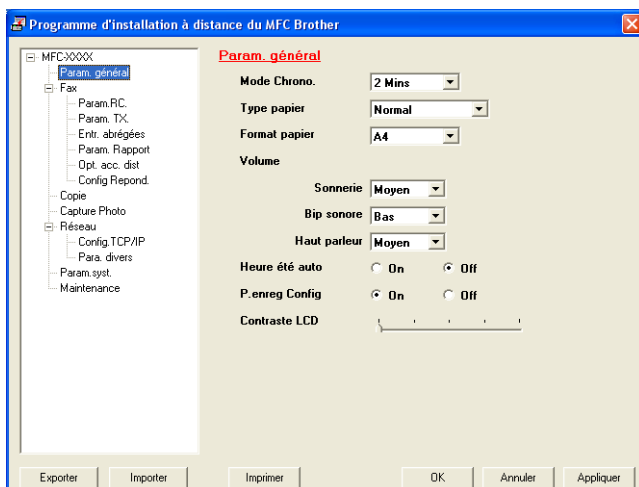 Programme d'installation à distance du MFC Brother
MFC-XXXX
Param. général
Fax
Param.RC.
Param. TX.
Entr. abrégées
Param. Rapport
Opt. acc. dist
Config Repond.
Copie
Capture Photo
Réseau
Config.TCP/IP
Para. divers
Param.syst.
Maintenance
Param. général
Mode Chrono. 2 Mins
Type papier Normal
Format papier A4
Volume
Sonnerie Moyen
Bip sonore Bas
Haut parleur Moyen
Heure été auto On Off
P.enreg Config On Off
Contraste LCD
Exporter Importer Imprimer OK Annuler Appliquer